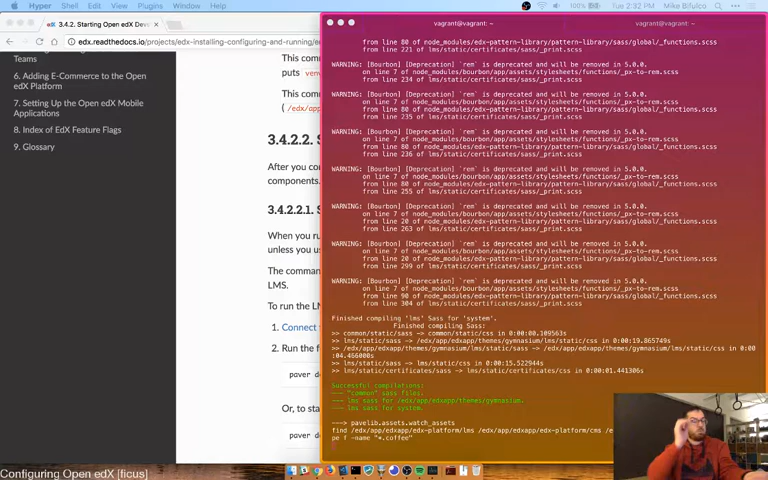 Hyper Shell Edit View Plugins Window Help
100% Tue 2:32 PM Mike Bifulco
3.4.2. Starting Open edX Dev
edx.readthedocs.io/projects/edx-installing-configuring-and-running/
Teams
6. Adding E-Commerce to the Open
edX Platform
7. Setting Up the Open edX Mobile
Applications
8. Index of EdX Feature Flags
9. Glossary
This com
puts venv
This com
( /edx/ap
3.4.2.2. S
After you co
components.
3.4.2.2.1. S
When you ru
unless you us
The comman
LMS.
To run the LM
1. Connect
2. Run the f
paver d
Or, to sta
paver d
vagrant@vagrant: ~ vagrant@vagrant: ~
from line 80 of node_modules/edx-pattern-library/sass/global/_functions.scss
from line 221 of lms/static/certificates/sass/_print.scss
WARNING: [Bourbon] [Deprecation] `rem` is deprecated and will be removed in 5.0.0.
on line 7 of node_modules/bourbon/app/assets/stylesheets/functions/_px-to-rem.scss
from line 80 of node_modules/edx-pattern-library/sass/global/_functions.scss
from line 234 of lms/static/certificates/sass/_print.scss
WARNING: [Bourbon] [Deprecation] `rem` is deprecated and will be removed in 5.0.0.
on line 7 of node_modules/bourbon/app/assets/stylesheets/functions/_px-to-rem.scss
from line 80 of node_modules/edx-pattern-library/sass/global/_functions.scss
from line 235 of lms/static/certificates/sass/_print.scss
WARNING: [Bourbon] [Deprecation] `rem` is deprecated and will be removed in 5.0.0.
on line 7 of node_modules/bourbon/app/assets/stylesheets/functions/_px-to-rem.scss
from line 80 of node_modules/edx-pattern-library/sass/global/_functions.scss
from line 236 of lms/static/certificates/sass/_print.scss
WARNING: [Bourbon] [Deprecation] `rem` is deprecated and will be removed in 5.0.0.
on line 7 of node_modules/bourbon/app/assets/stylesheets/functions/_px-to-rem.scss
from line 80 of node_modules/edx-pattern-library/sass/global/_functions.scss
from line 255 of lms/static/certificates/sass/_print.scss
WARNING: [Bourbon] [Deprecation] `rem` is deprecated and will be removed in 5.0.0.
on line 7 of node_modules/bourbon/app/assets/stylesheets/functions/_px-to-rem.scss
from line 20 of node_modules/edx-pattern-library/sass/global/_functions.scss
from line 263 of lms/static/certificates/sass/_print.scss
WARNING: [Bourbon] [Deprecation] `rem` is deprecated and will be removed in 5.0.0.
on line 7 of node_modules/bourbon/app/assets/stylesheets/functions/_px-to-rem.scss
from line 20 of node_modules/edx-pattern-library/sass/global/_functions.scss
from line 299 of lms/static/certificates/sass/_print.scss
WARNING: [Bourbon] [Deprecation] `rem` is deprecated and will be removed in 5.0.0.
on line 7 of node_modules/bourbon/app/assets/stylesheets/functions/_px-to-rem.scss
from line 90 of node_modules/edx-pattern-library/sass/global/_functions.scss
from line 304 of lms/static/certificates/sass/_print.scss
Finished compiling 'lms' Sass for 'system'.
Finished compiling Sass:
>> common/static/sass -> common/static/css in 0:00:00.109563s
>> lms/static/sass -> lms/static/css in 0:00:19.865749s
>> /edx/app/edxapp/themes/gymnasium/lms/static/sass -> /edx/app/edxapp/themes/gymnasium/lms/static/css in 0:00
:04.466000s
>> lms/static/sass -> lms/static/css in 0:00:15.522944s
>> lms/static/certificates/sass -> lms/static/certificates/css in 0:00:01.441306s
Successful compilations:
--- "common" sass files.
--- lms sass for /edx/app/edxapp/themes/gymnasium.
--- lms sass for system.
---> pavelib.assets.watch_assets
find /edx/app/edxapp/edx-platform/lms /edx/app/edxapp/edx-platform/cms /ed
pe f -name "*.coffee"
Configuring Open edX [ficus]